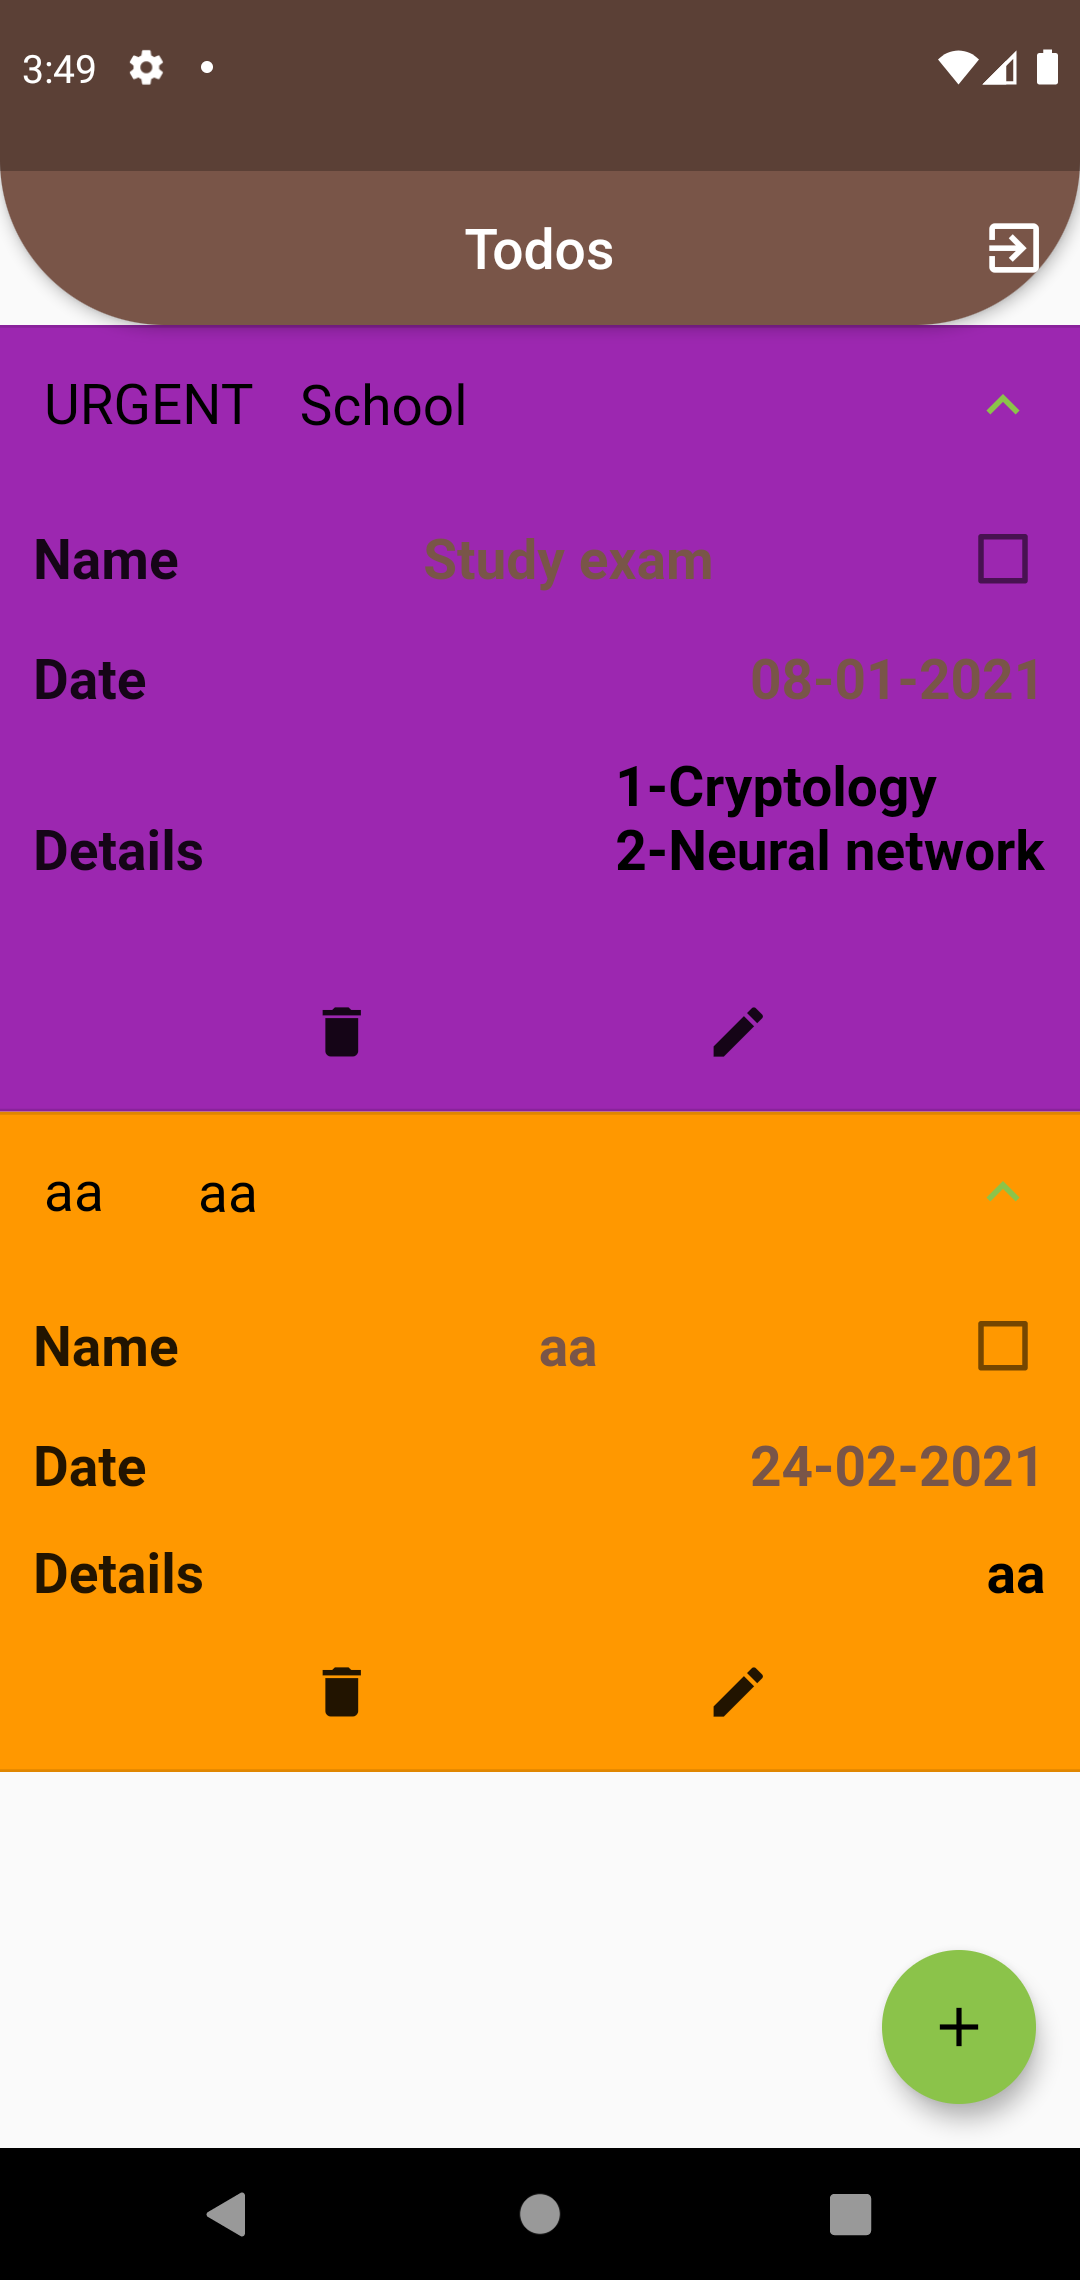 3:49
Todos
URGENT School
Name Study exam
Date 08-01-2021
1-Cryptology
Details 2-Neural network
aa aa
Name aa
Date 24-02-2021
Details aa